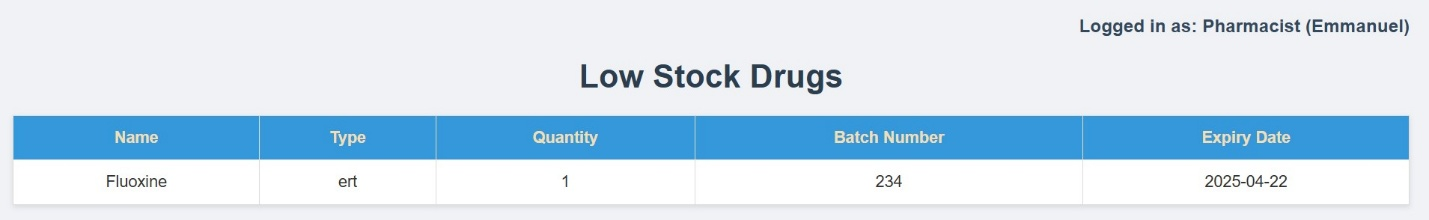 Logged in as: Pharmacist (Emmanuel)
Low Stock Drugs
Name Type Quantity Batch Number Expiry Date
Fluoxine ert 1 234 2025-04-22